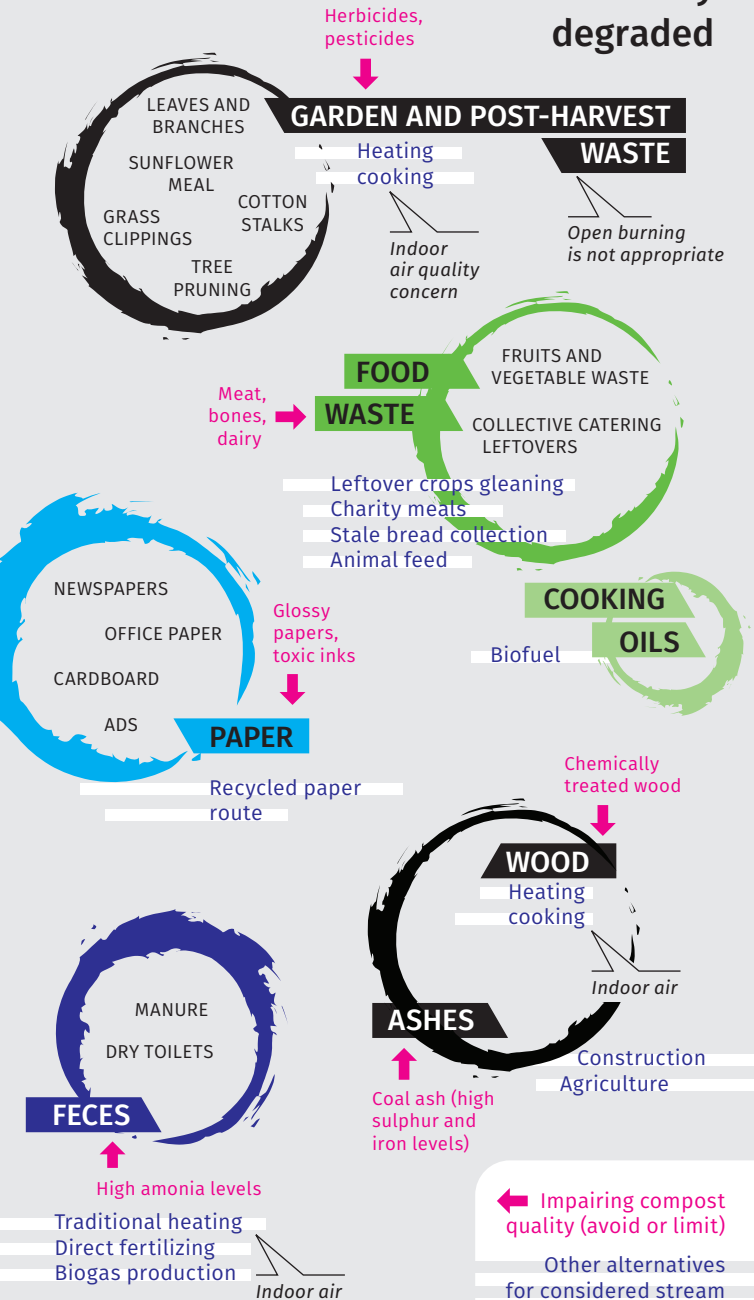 degraded
Herbicides,
pesticides
GARDEN AND POST-HARVEST
WASTE
LEAVES AND
BRANCHES
SUNFLOWER
MEAL
COTTON
STALKS
GRASS
CLIPPINGS
TREE
PRUNING
Heating
cooking
Indoor
air quality
concern
Open burning
is not appropriate
FOOD
WASTE
FRUITS AND
VEGETABLE WASTE
COLLECTIVE CATERING
LEFTOVERS
Meat,
bones,
dairy
Leftover crops gleaning
Charity meals
Stale bread collection
Animal feed
NEWSPAPERS
OFFICE PAPER
CARDBOARD
ADS
Glossy
papers,
toxic inks
PAPER
Recycled paper
route
COOKING
OILS
Biofuel
Chemically
treated wood
WOOD
Heating
cooking
Indoor air
ASHES
Construction
Agriculture
Coal ash (high
sulphur and
iron levels)
MANURE
DRY TOILETS
FECES
High amonia levels
Traditional heating
Direct fertilizing
Biogas production
Indoor air
Impairing compost
quality (avoid or limit)
Other alternatives
for considered stream